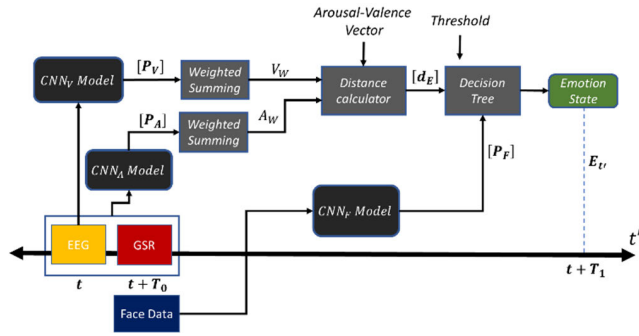 Arousal-Valence
Vector
Threshold
CNN_V Model
[P_V]
Weighted
Summing
V_W
Distance
calculator
[d_E]
Decision
Tree
Emotion
State
[P_A]
Weighted
Summing
A_W
CNN_A Model
[P_F]
E_t'
CNN_F Model
EEG
GSR
t'
t
t + T_0
t + T_1
Face Data